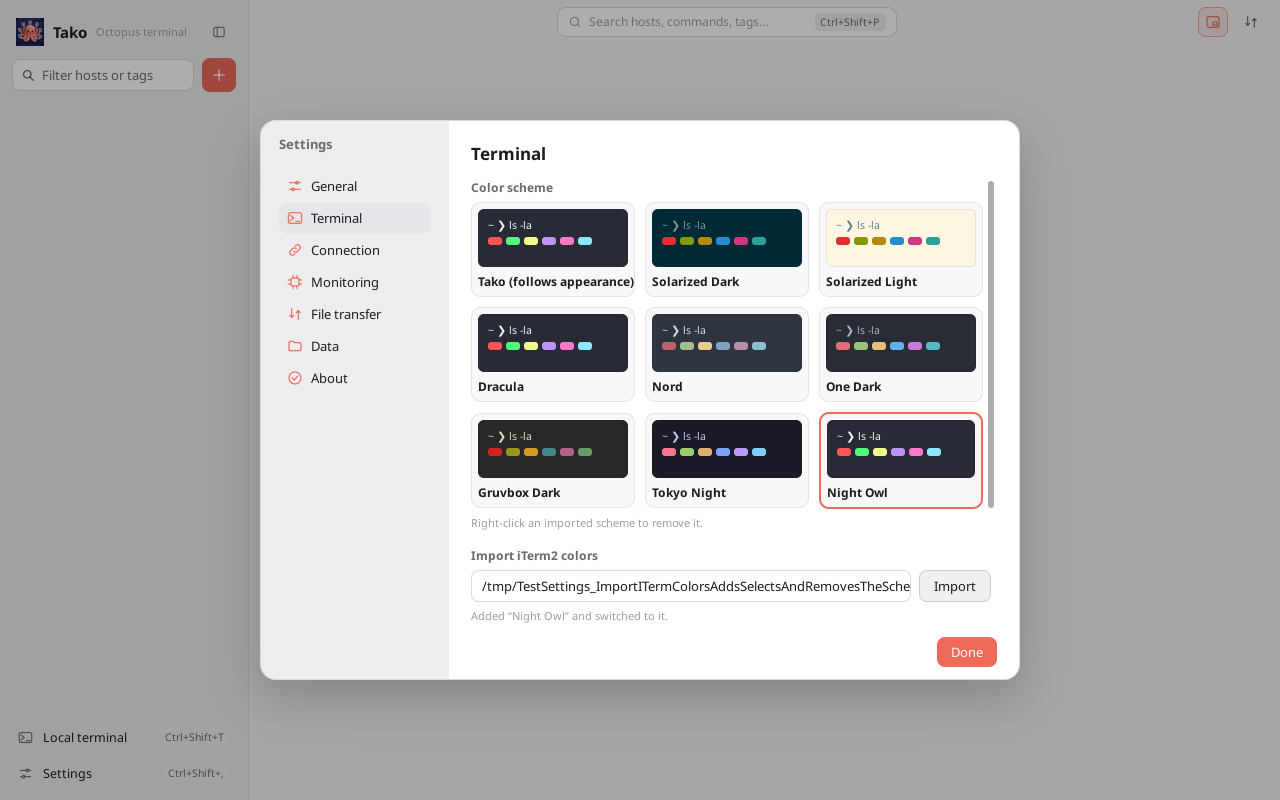 Tako Octopus terminal
Filter hosts or tags
Search hosts, commands, tags... Ctrl+Shift+P
Settings
General
Terminal
Connection
Monitoring
File transfer
Data
About
Terminal
Color scheme
~ ❯ ls -la
Tako (follows appearance)
~ ❯ ls -la
Solarized Dark
~ ❯ ls -la
Solarized Light
~ ❯ ls -la
Dracula
~ ❯ ls -la
Nord
~ ❯ ls -la
One Dark
~ ❯ ls -la
Gruvbox Dark
~ ❯ ls -la
Tokyo Night
~ ❯ ls -la
Night Owl
Right-click an imported scheme to remove it.
Import iTerm2 colors
/tmp/TestSettings_ImportITermColorsAddsSelectsAndRemovesTheSche
Import
Added “Night Owl” and switched to it.
Done
Local terminal Ctrl+Shift+T
Settings Ctrl+Shift+,